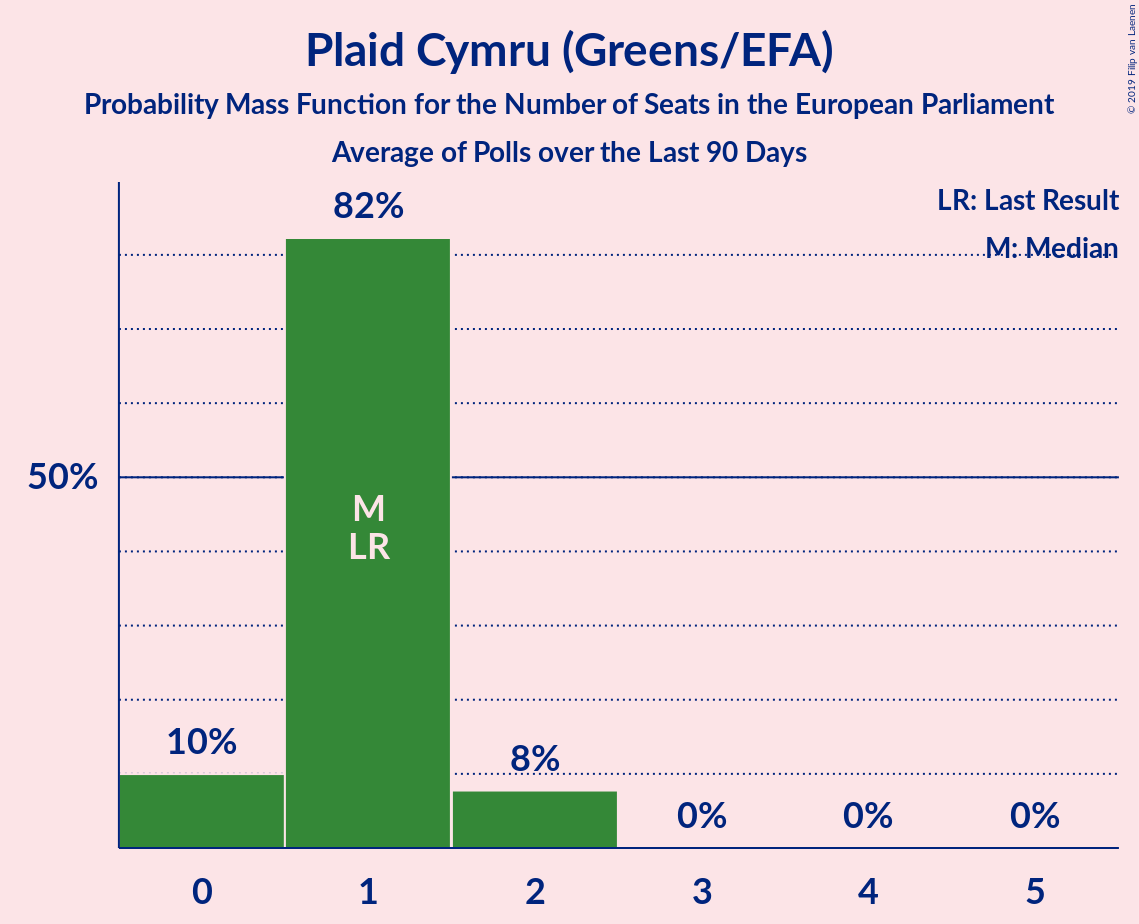 Plaid Cymru (Greens/EFA)
Probability Mass Function for the Number of Seats in the European Parliament
Average of Polls over the Last 90 Days
© 2019 Filip van Laenen
LR: Last Result
M: Median
82%
50%
M
LR
10%
8%
0%
0%
0%
0
1
2
3
4
5